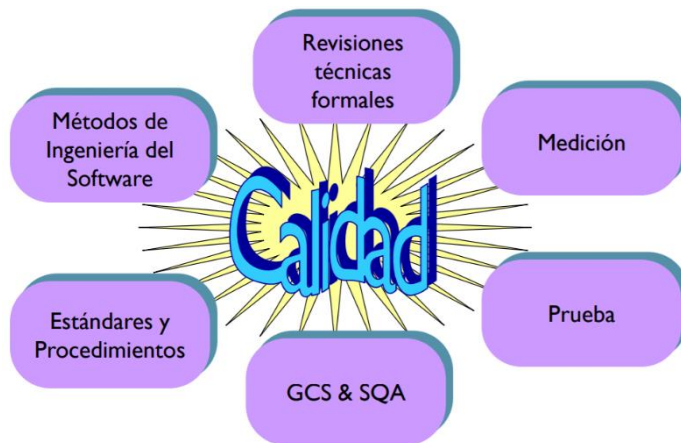 Revisiones
técnicas
formales
Métodos de
Ingeniería del
Software
Medición
Calidad
Estándares y
Procedimientos
Prueba
GCS & SQA